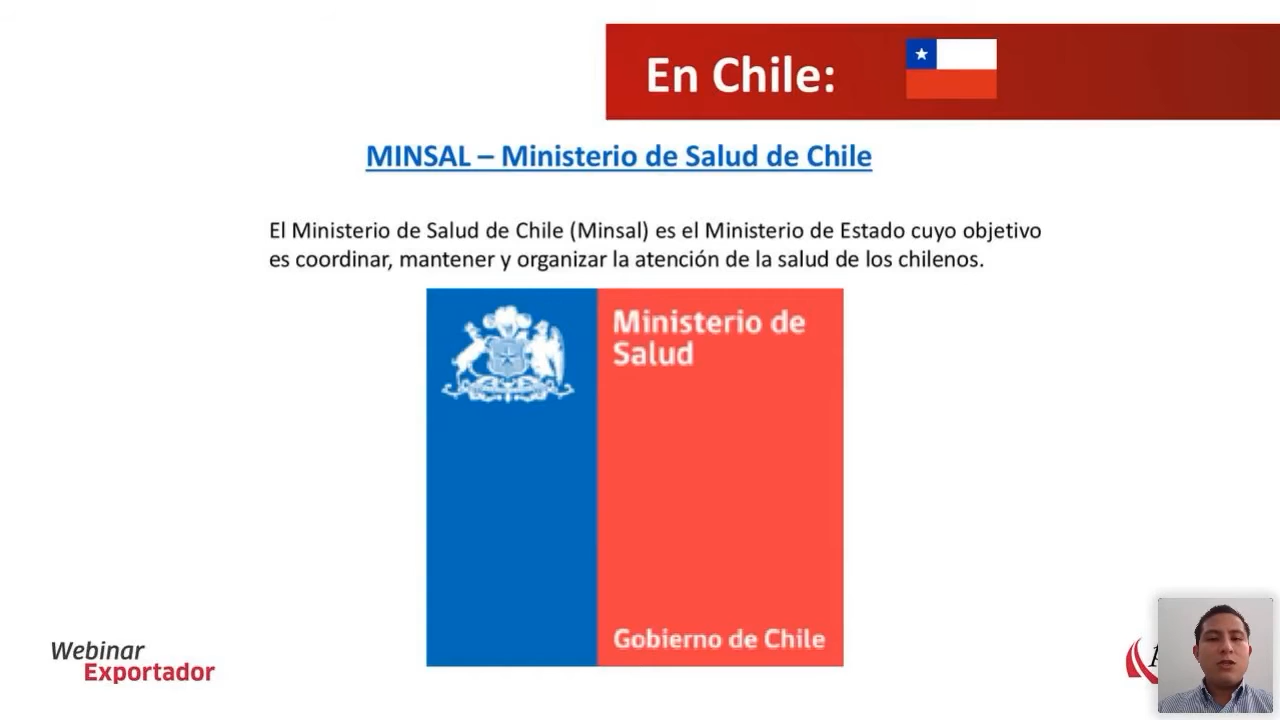 En Chile:
MINSAL – Ministerio de Salud de Chile
El Ministerio de Salud de Chile (Minsal) es el Ministerio de Estado cuyo objetivo
es coordinar, mantener y organizar la atención de la salud de los chilenos.
Ministerio de
Salud
Gobierno de Chile
Webinar
Exportador